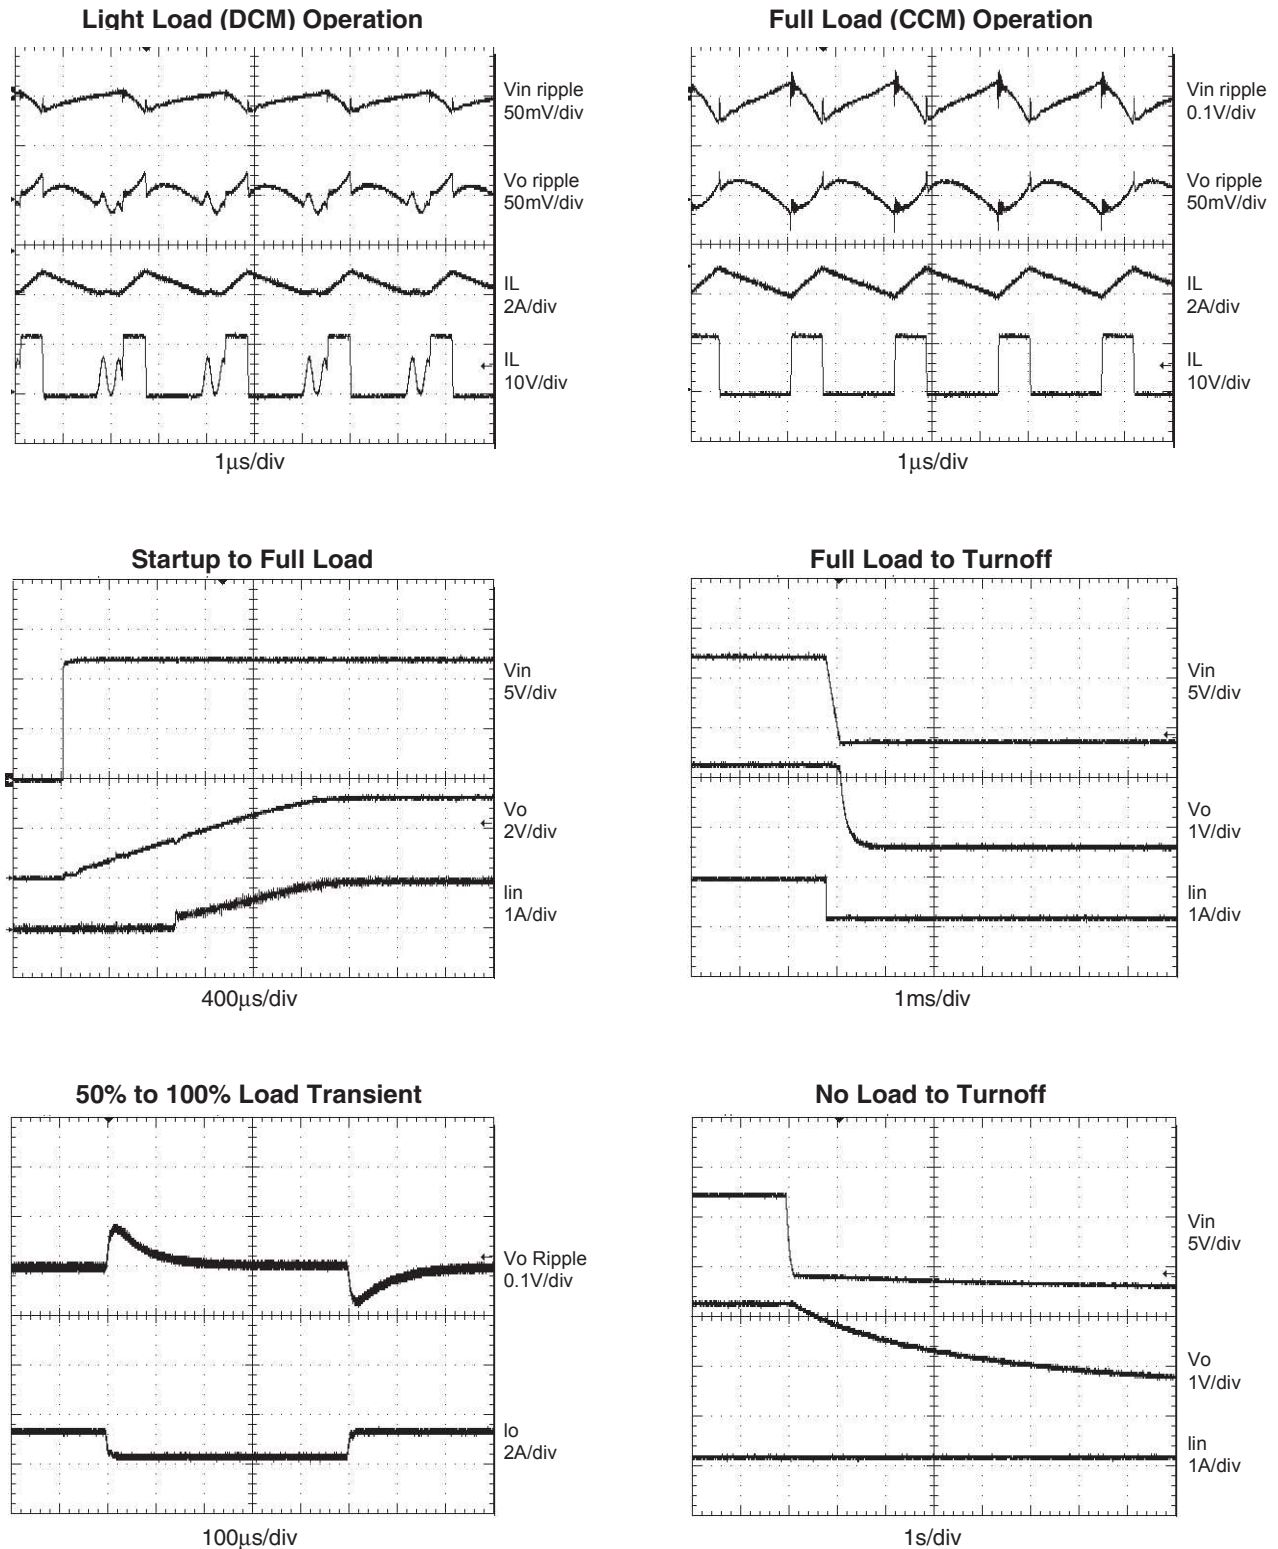 Light Load (DCM) Operation
Vin ripple
50mV/div
Vo ripple
50mV/div
IL
2A/div
IL
10V/div
1μs/div
Full Load (CCM) Operation
Vin ripple
0.1V/div
Vo ripple
50mV/div
IL
2A/div
IL
10V/div
1μs/div
Startup to Full Load
Vin
5V/div
Vo
2V/div
Iin
1A/div
400μs/div
Full Load to Turnoff
Vin
5V/div
Vo
1V/div
Iin
1A/div
1ms/div
50% to 100% Load Transient
Vo Ripple
0.1V/div
Io
2A/div
100μs/div
No Load to Turnoff
Vin
5V/div
Vo
1V/div
Iin
1A/div
1s/div